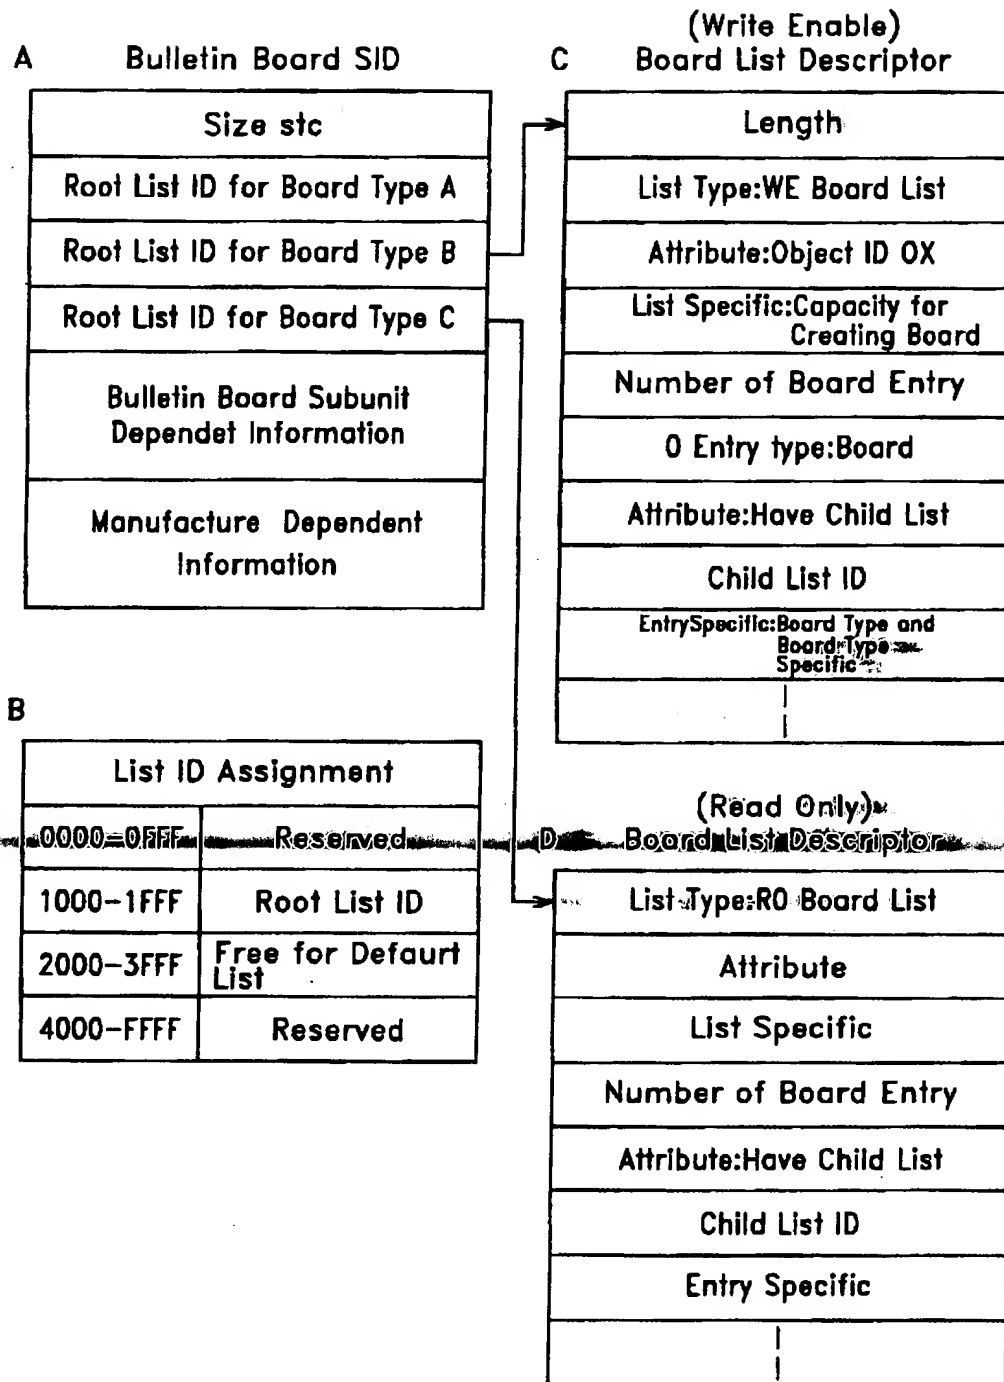 A Bulletin Board SID
Size stc
Root List ID for Board Type A
Root List ID for Board Type B
Root List ID for Board Type C
Bulletin Board Subunit
Dependet Information
Manufacture Dependent
Information
B
List ID Assignment
0000-0FFF Reserved
1000-1FFF Root List ID
2000-3FFF Free for Defaurt
List
4000-FFFF Reserved
(Write Enable)
C Board List Descriptor
Length
List Type:WE Board List
Attribute:Object ID OX
List Specific:Capacity for
Creating Board
Number of Board Entry
0 Entry type:Board
Attribute:Have Child List
Child List ID
EntrySpecific:Board Type and
Board Type
Specific
(Read Only)
D Board List Descriptor
List Type:RO Board List
Attribute
List Specific
Number of Board Entry
Attribute:Have Child List
Child List ID
Entry Specific